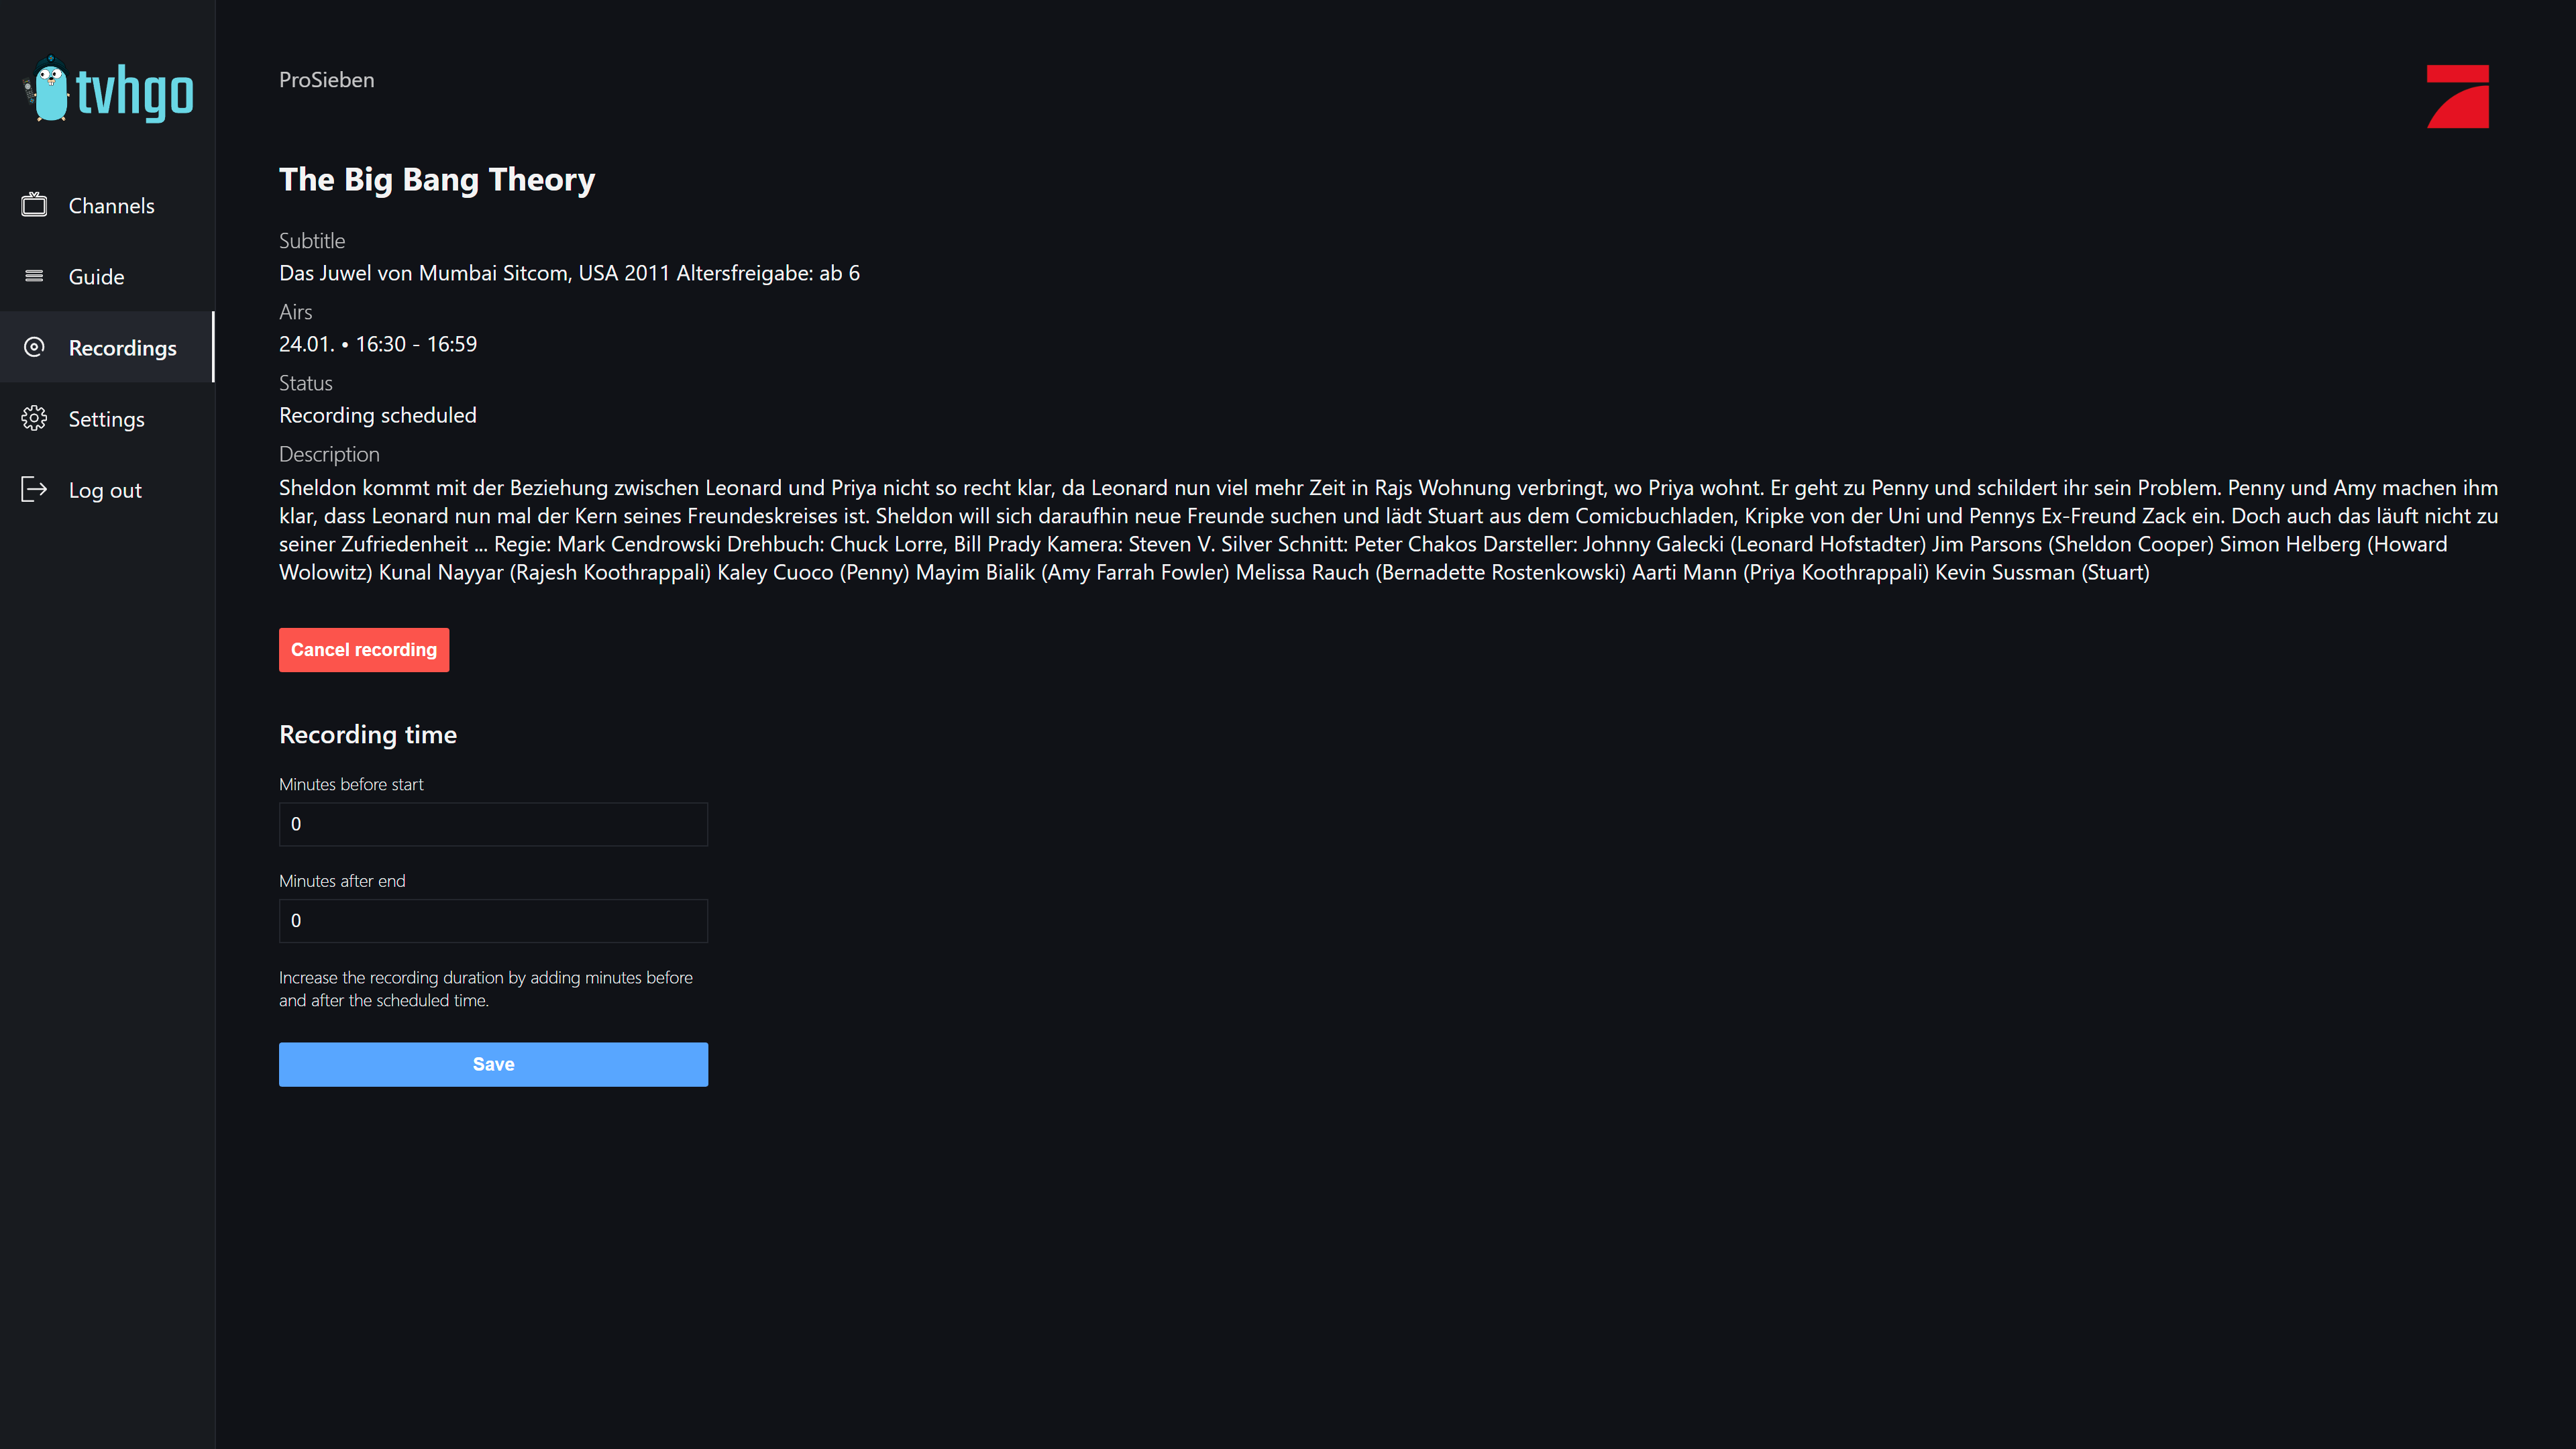 tvhgo
Channels
Guide
Recordings
Settings
Log out
ProSieben
The Big Bang Theory
Subtitle
Das Juwel von Mumbai Sitcom, USA 2011 Altersfreigabe: ab 6
Airs
24.01. • 16:30 - 16:59
Status
Recording scheduled
Description
Sheldon kommt mit der Beziehung zwischen Leonard und Priya nicht so recht klar, da Leonard nun viel mehr Zeit in Rajs Wohnung verbringt, wo Priya wohnt. Er geht zu Penny und schildert ihr sein Problem. Penny und Amy machen ihm
klar, dass Leonard nun mal der Kern seines Freundeskreises ist. Sheldon will sich daraufhin neue Freunde suchen und lädt Stuart aus dem Comicbuchladen, Kripke von der Uni und Pennys Ex-Freund Zack ein. Doch auch das läuft nicht zu
seiner Zufriedenheit ... Regie: Mark Cendrowski Drehbuch: Chuck Lorre, Bill Prady Kamera: Steven V. Silver Schnitt: Peter Chakos Darsteller: Johnny Galecki (Leonard Hofstadter) Jim Parsons (Sheldon Cooper) Simon Helberg (Howard
Wolowitz) Kunal Nayyar (Rajesh Koothrappali) Kaley Cuoco (Penny) Mayim Bialik (Amy Farrah Fowler) Melissa Rauch (Bernadette Rostenkowski) Aarti Mann (Priya Koothrappali) Kevin Sussman (Stuart)
Cancel recording
Recording time
Minutes before start
0
Minutes after end
0
Increase the recording duration by adding minutes before
and after the scheduled time.
Save